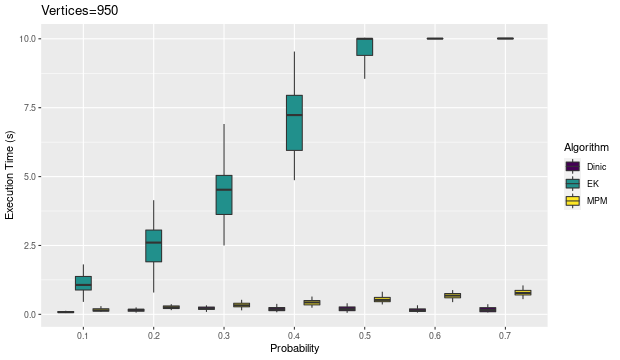 Vertices=950
Execution Time (s)
10.0
7.5
5.0
2.5
0.0
0.1 0.2 0.3 0.4 0.5 0.6 0.7
Probability
Algorithm
Dinic
EK
MPM